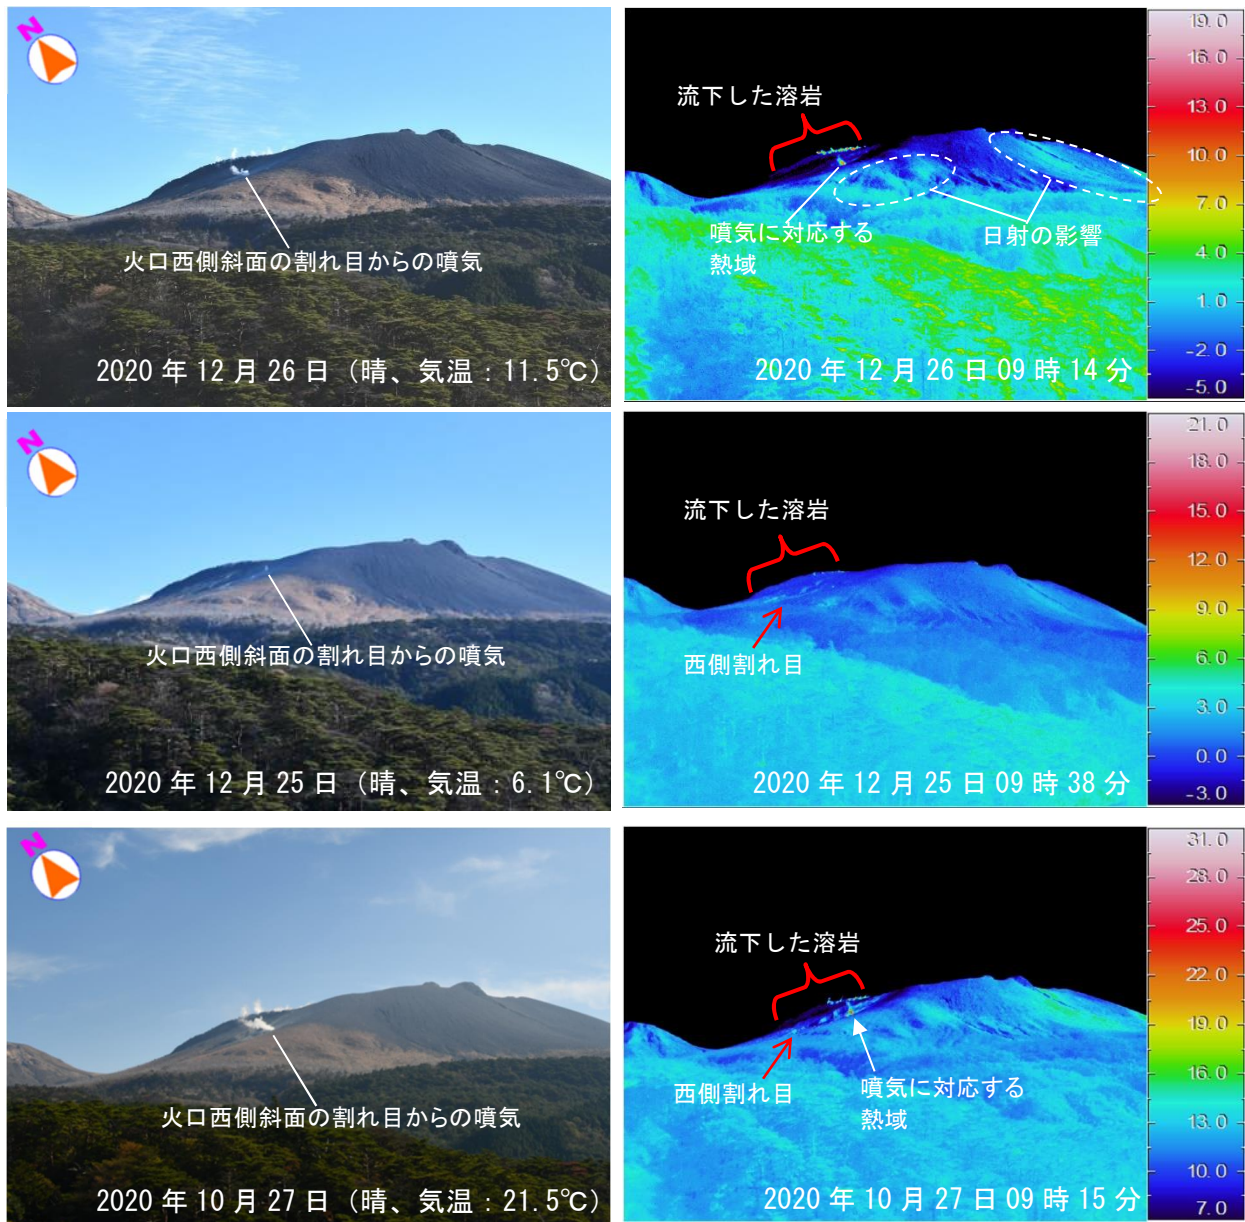 N
火口西側斜面の割れ目からの噴気
2020 年 12 月 26 日 (晴、気温：11.5℃)
流下した溶岩
噴気に対応する
熱域
日射の影響
2020 年 12 月 26 日 09 時 14 分
19.0
16.0
13.0
10.0
7.0
4.0
1.0
-2.0
-5.0
N
火口西側斜面の割れ目からの噴気
2020 年 12 月 25 日 (晴、気温：6.1℃)
流下した溶岩
西側割れ目
2020 年 12 月 25 日 09 時 38 分
21.0
18.0
15.0
12.0
9.0
6.0
3.0
0.0
-3.0
N
火口西側斜面の割れ目からの噴気
2020 年 10 月 27 日 (晴、気温：21.5℃)
流下した溶岩
西側割れ目
噴気に対応する
熱域
2020 年 10 月 27 日 09 時 15 分
31.0
28.0
25.0
22.0
19.0
16.0
13.0
10.0
7.0